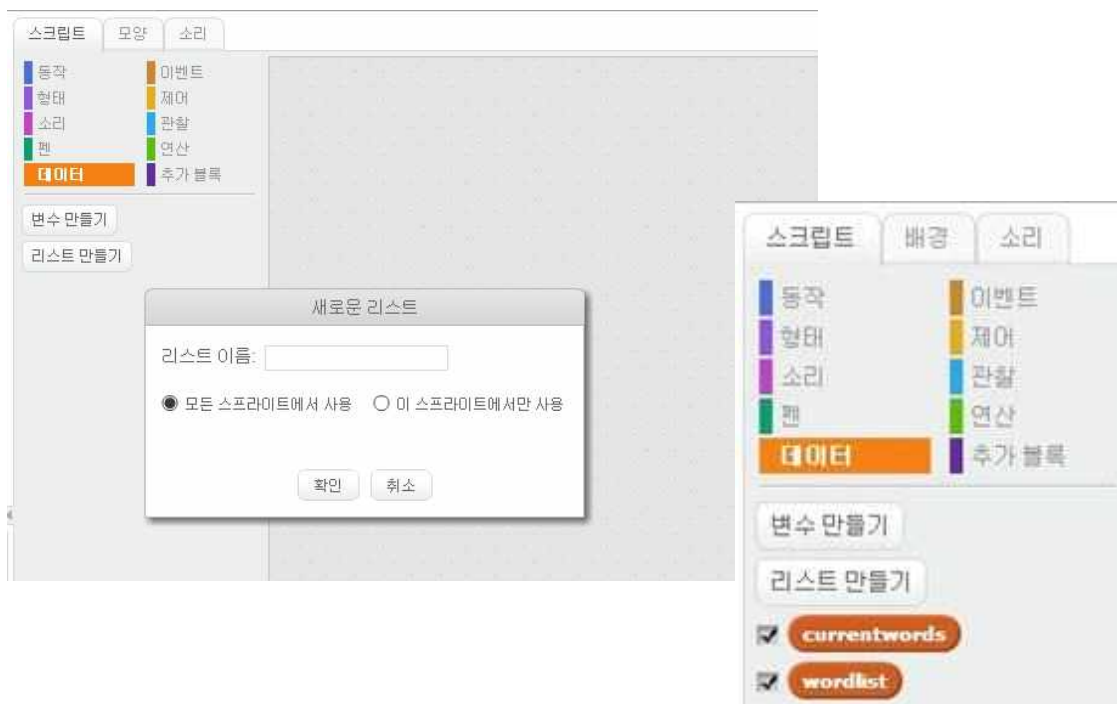 스크립트 모양 소리
동작 이벤트
형태 제어
소리 관찰
펜 연산
데이터 추가 블록
변수 만들기
리스트 만들기
새로운 리스트
리스트 이름:
모든 스프라이트에서 사용 이 스프라이트에서만 사용
확인 취소
스크립트 배경 소리
동작 이벤트
형태 제어
소리 관찰
펜 연산
데이터 추가 블록
변수 만들기
리스트 만들기
currentwords
wordlist